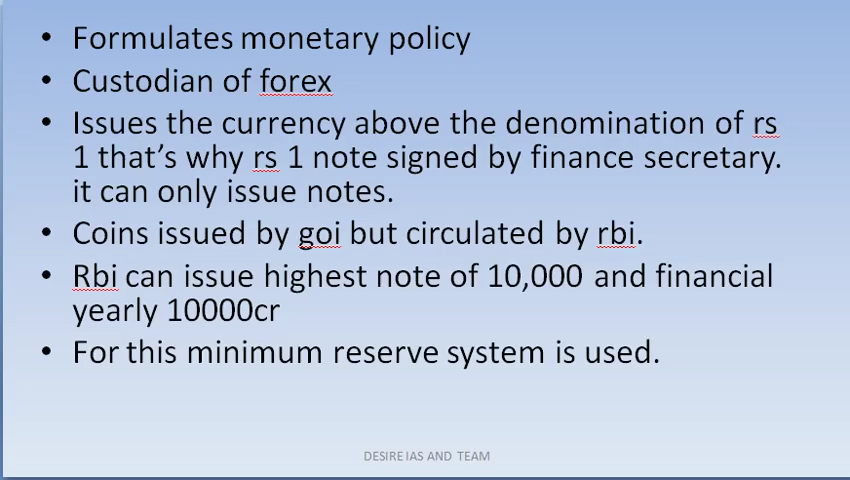 • Formulates monetary policy
• Custodian of forex
• Issues the currency above the denomination of rs
1 that’s why rs 1 note signed by finance secretary.
it can only issue notes.
• Coins issued by goi but circulated by rbi.
• Rbi can issue highest note of 10,000 and financial
yearly 10000cr
• For this minimum reserve system is used.
DESIRE IAS AND TEAM